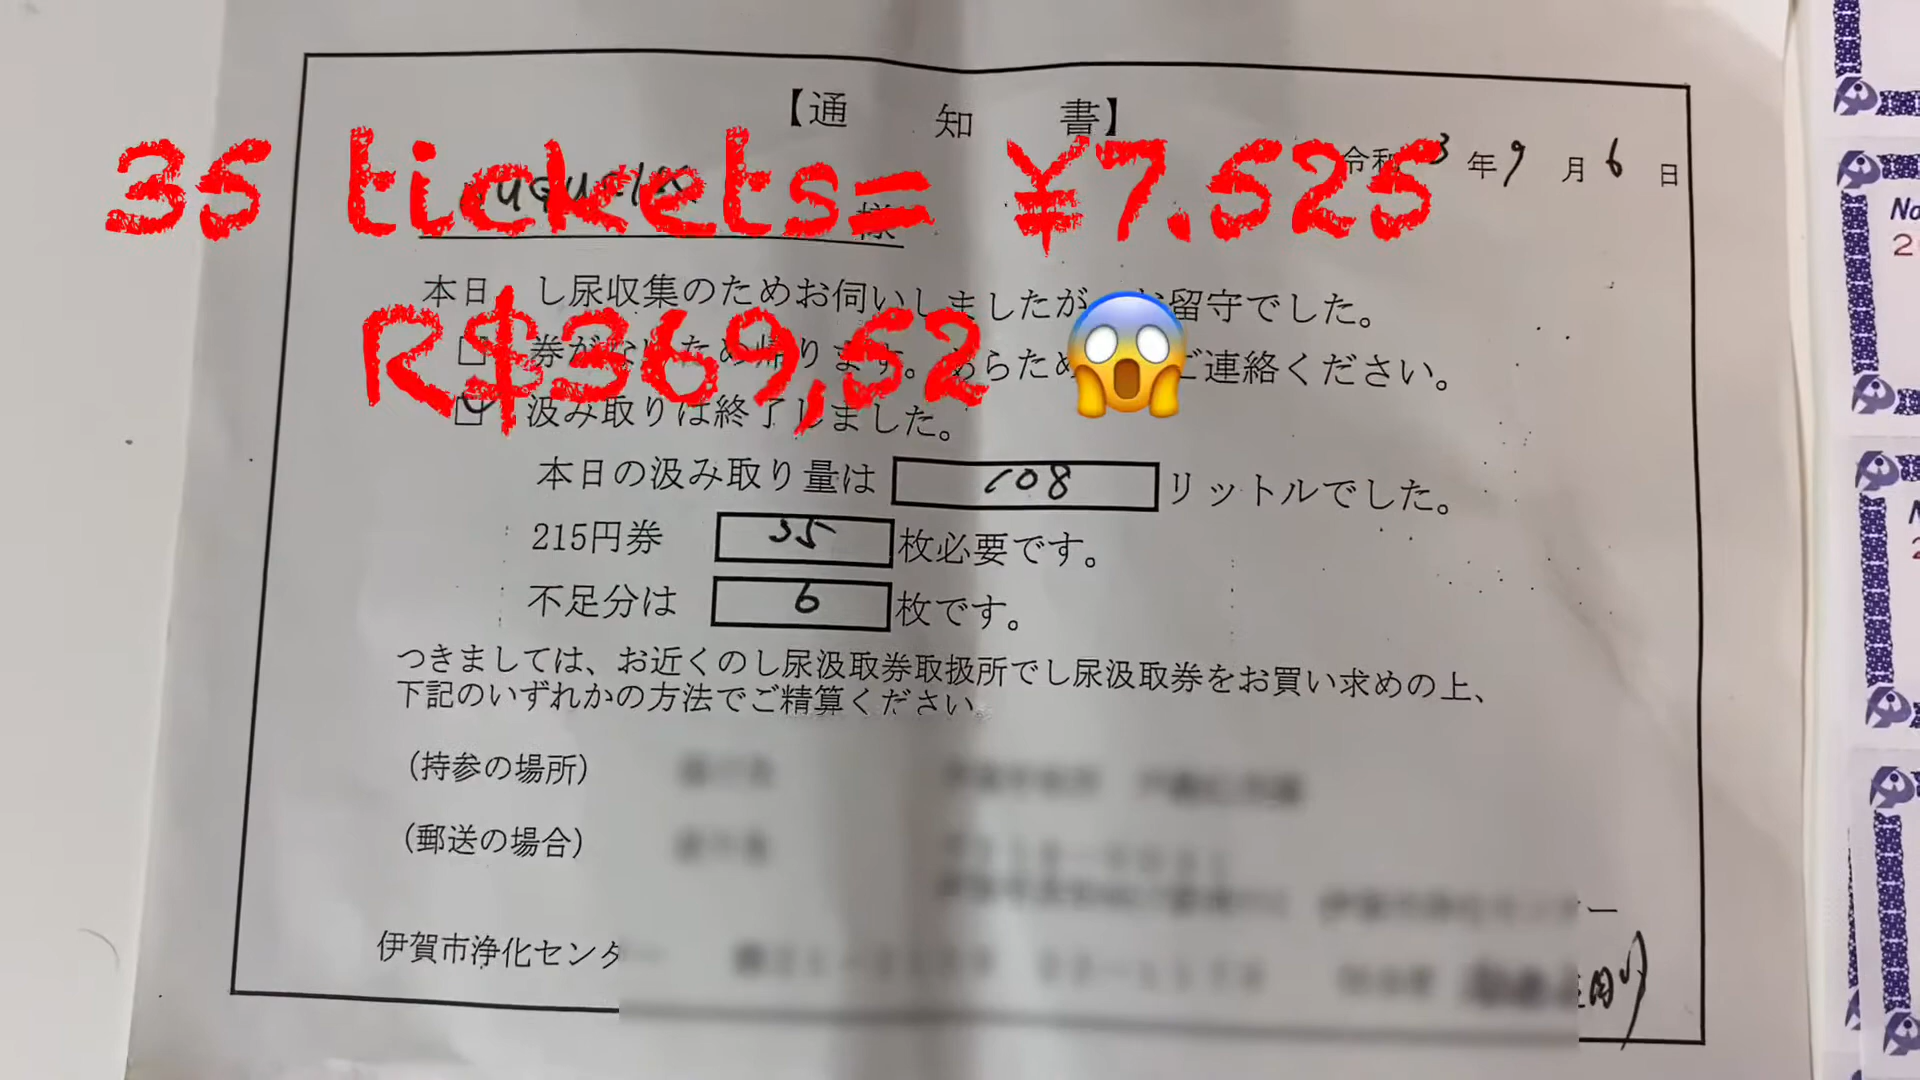 【通 知 書】
令和3年9月6日
35 tickets= ¥7.525
様
本日、し尿収集のためお伺いしましたが、お留守でした。
R$369,52 😱
券がないため帰ります。あらためてご連絡ください。
汲み取りは終了しました。
本日の汲み取り量は 108 リットルでした。
215円券 35 枚必要です。
不足分は 6 枚です。
つきましては、お近くのし尿汲取券取扱所でし尿汲取券をお買い求めの上、
下記のいずれかの方法でご精算ください。
(持参の場所)
(郵送の場合)
伊賀市浄化センター